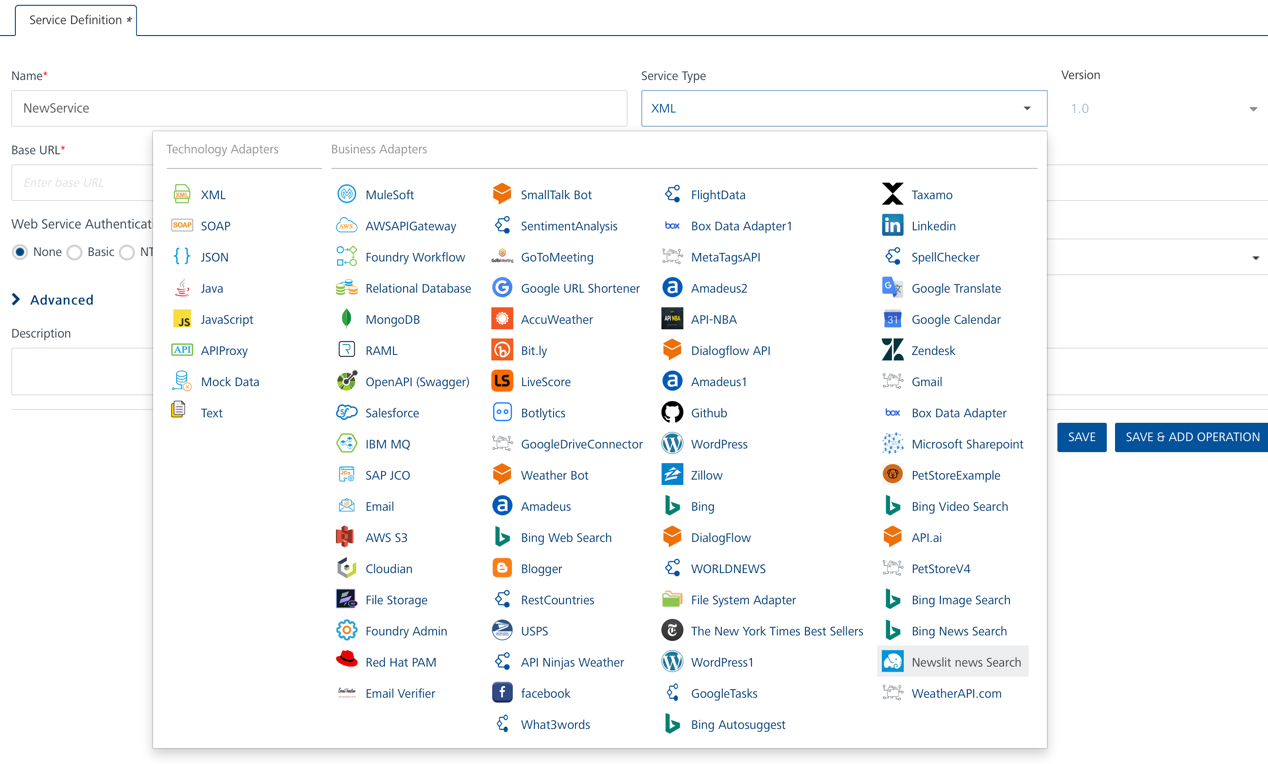 Service Definition *
Name*
Service Type
Version
NewService
XML
1.0
Base URL*
Enter base URL
Web Service Authenticat
None
Basic
NT
Advanced
Description
Technology Adapters
XML
SOAP
JSON
Java
JavaScript
APIProxy
Mock Data
Text
Business Adapters
MuleSoft
AWSAPIGateway
Foundry Workflow
Relational Database
MongoDB
RAML
OpenAPI (Swagger)
Salesforce
IBM MQ
SAP JCO
Email
AWS S3
Cloudian
File Storage
Foundry Admin
Red Hat PAM
Email Verifier
SmallTalk Bot
SentimentAnalysis
GoToMeeting
Google URL Shortener
AccuWeather
Bit.ly
LiveScore
Botlytics
GoogleDriveConnector
Weather Bot
Amadeus
Bing Web Search
Blogger
RestCountries
USPS
API Ninjas Weather
facebook
What3words
FlightData
Box Data Adapter1
MetaTagsAPI
Amadeus2
API-NBA
Dialogflow API
Amadeus1
Github
WordPress
Zillow
Bing
DialogFlow
WORLDNEWS
File System Adapter
The New York Times Best Sellers
WordPress1
GoogleTasks
Bing Autosuggest
Taxamo
Linkedin
SpellChecker
Google Translate
Google Calendar
Zendesk
Gmail
Box Data Adapter
Microsoft Sharepoint
PetStoreExample
Bing Video Search
API.ai
PetStoreV4
Bing Image Search
Bing News Search
Newslit news Search
WeatherAPI.com
SAVE
SAVE & ADD OPERATION